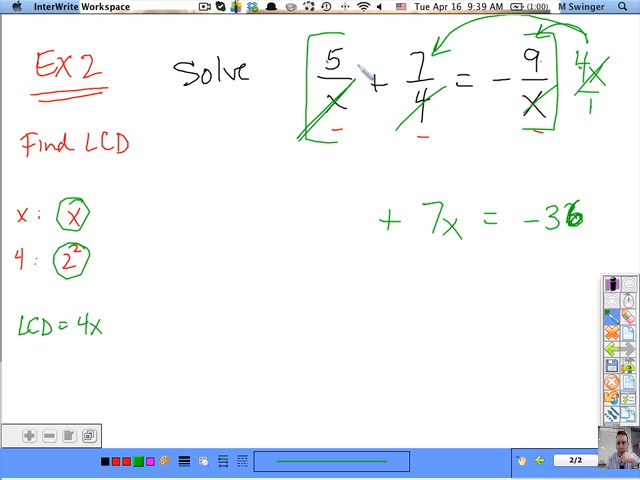 InterWrite Workspace
Tue Apr 16 9:39 AM M Swinger
Ex 2 Solve 5/x + 7/4 = - 9/x 4x/1
Find LCD
x : x
+ 7x = -36
4 : 2²
LCD = 4x
2/2